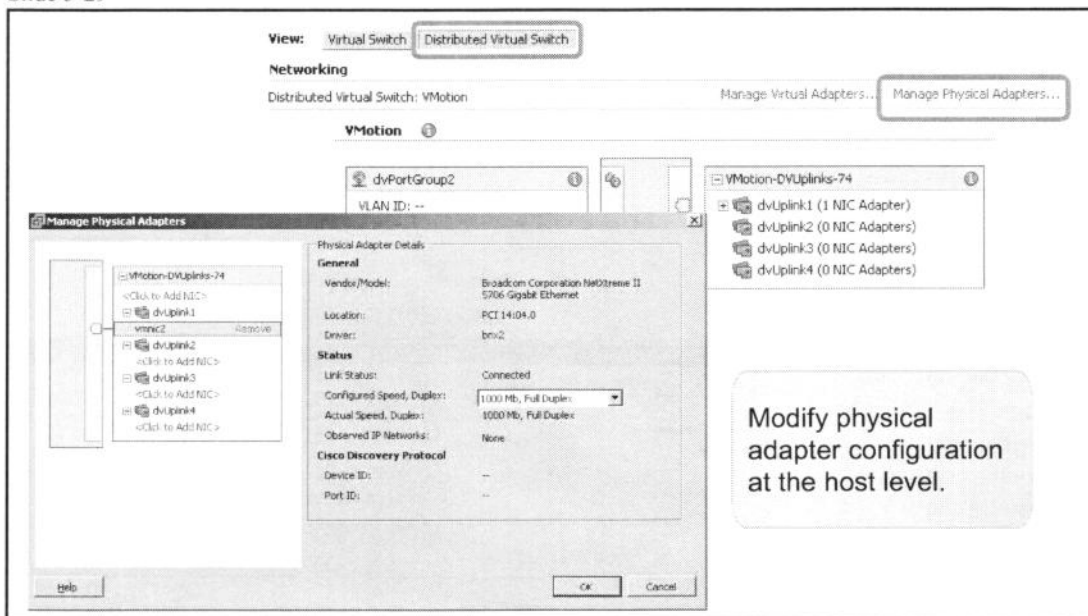 View: Virtual Switch Distributed Virtual Switch
Networking
Distributed Virtual Switch: VMotion Manage Virtual Adapters... Manage Physical Adapters...
VMotion
dvPortGroup2
VLAN ID: --
VMotion-DVUplinks-74
dvUplink1 (1 NIC Adapter)
dvUplink2 (0 NIC Adapters)
dvUplink3 (0 NIC Adapters)
dvUplink4 (0 NIC Adapters)
Manage Physical Adapters
VMotion-DVUplinks-74
<Click to Add NIC>
dvUplink1
vmnic2 Remove
dvUplink2
<Click to Add NIC>
dvUplink3
<Click to Add NIC>
dvUplink4
<Click to Add NIC>
Physical Adapter Details
General
Vendor/Model: Broadcom Corporation NetXtreme II
5706 Gigabit Ethernet
Location: PCI 14:04.0
Driver: bnx2
Status
Link Status: Connected
Configured Speed, Duplex: 1000 Mb, Full Duplex
Actual Speed, Duplex: 1000 Mb, Full Duplex
Observed IP Networks: None
Cisco Discovery Protocol
Device ID: --
Port ID: --
Help OK Cancel
Modify physical
adapter configuration
at the host level.